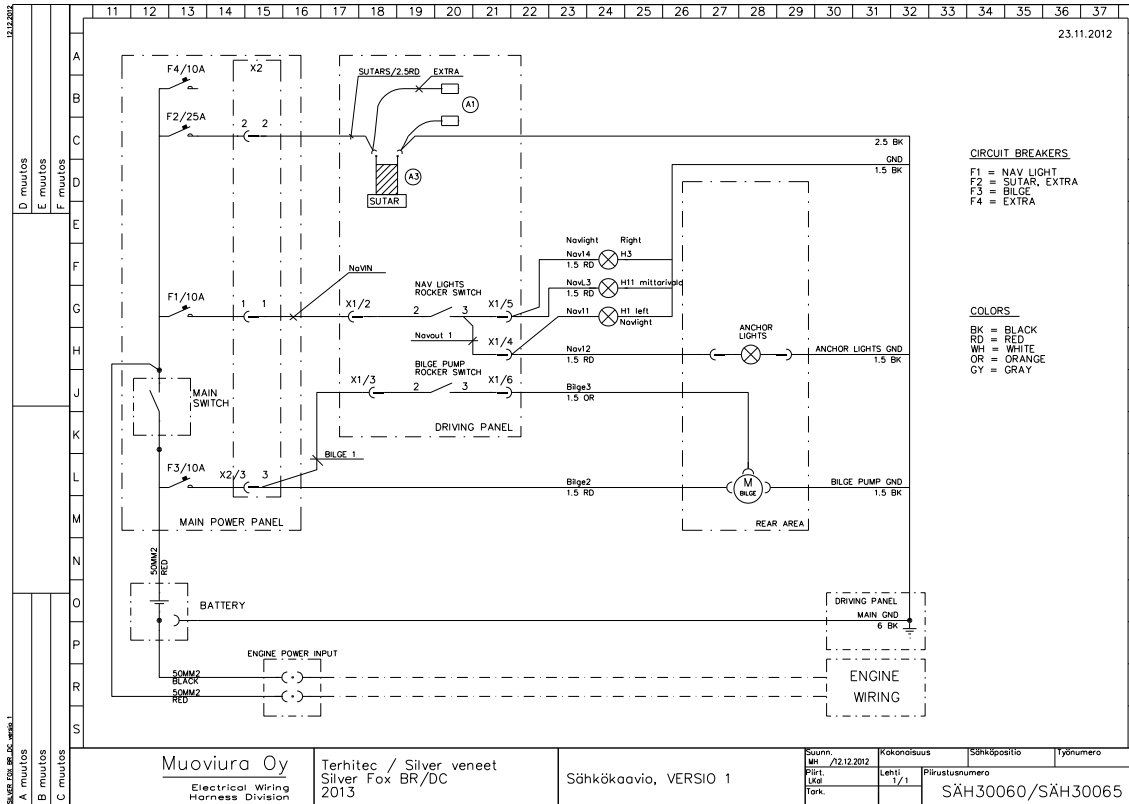 11 12 13 14 15 16 17 18 19 20 21 22 23 24 25 26 27 28 29 30 31 32 33 34 35 36 37
12.12.2012
23.11.2012
A
B
C
D
E
F
G
H
J
K
L
M
N
O
P
R
S
D muutos
E muutos
F muutos
A muutos
B muutos
C muutos
SILVER FOX BR_DC versio 1
F4/10A
X2
F2/25A
2 2
SUTARS/2.5RD
EXTRA
A1
A3
SUTAR
2.5 BK
GND
1.5 BK
CIRCUIT BREAKERS
F1 = NAV LIGHT
F2 = SUTAR, EXTRA
F3 = BILGE
F4 = EXTRA
Navlight Right
Nav14 H3
1.5 RD
NavL3 H11 mittarivalo
1.5 RD
Nav11 H1 left
Navlight
NaVIN
F1/10A
1 1
X1/2
NAV LIGHTS
ROCKER SWITCH
2 3
X1/5
Navout 1
X1/4
Nav12
1.5 RD
ANCHOR
LIGHTS
ANCHOR LIGHTS GND
1.5 BK
COLORS
BK = BLACK
RD = RED
WH = WHITE
OR = ORANGE
GY = GRAY
MAIN
SWITCH
X1/3
BILGE PUMP
ROCKER SWITCH
2 3
X1/6
Bilge3
1.5 OR
DRIVING PANEL
BILGE 1
F3/10A
X2/3 3
Bilge2
1.5 RD
M
BILGE
BILGE PUMP GND
1.5 BK
MAIN POWER PANEL
REAR AREA
50MM2
RED
BATTERY
DRIVING PANEL
MAIN GND
6 BK
ENGINE POWER INPUT
50MM2
BLACK
50MM2
RED
ENGINE
WIRING
Muoviura Oy
Electrical Wiring
Harness Division
Terhitec / Silver veneet
Silver Fox BR/DC
2013
Sähkökaavio, VERSIO 1
Suunn.
MH /12.12.2012
Kokonaisuus
Sähköpositio
Työnumero
Piirt.
LKal
Lehti
1/1
Piirustusnumero
SÄH30060/SÄH30065
Tark.